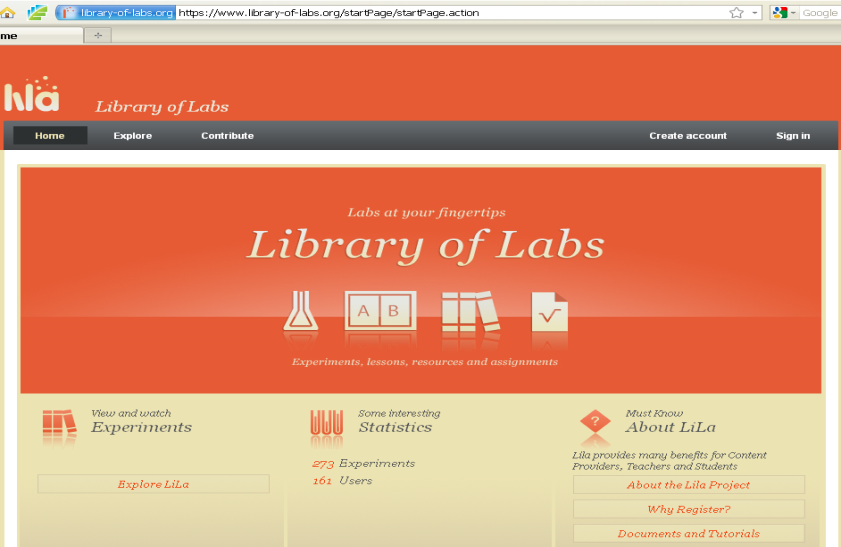 library-of-labs.org https://www.library-of-labs.org/startPage/startPage.action
Google
me
lila
Library of Labs
Home Explore Contribute Create account Sign in
Labs at your fingertips
Library of Labs
A B
Experiments, lessons, resources and assignments
View and watch
Experiments
Explore LiLa
Some interesting
Statistics
273 Experiments
161 Users
?
Must Know
About LiLa
Lila provides many benefits for Content
Providers, Teachers and Students
About the Lila Project
Why Register?
Documents and Tutorials